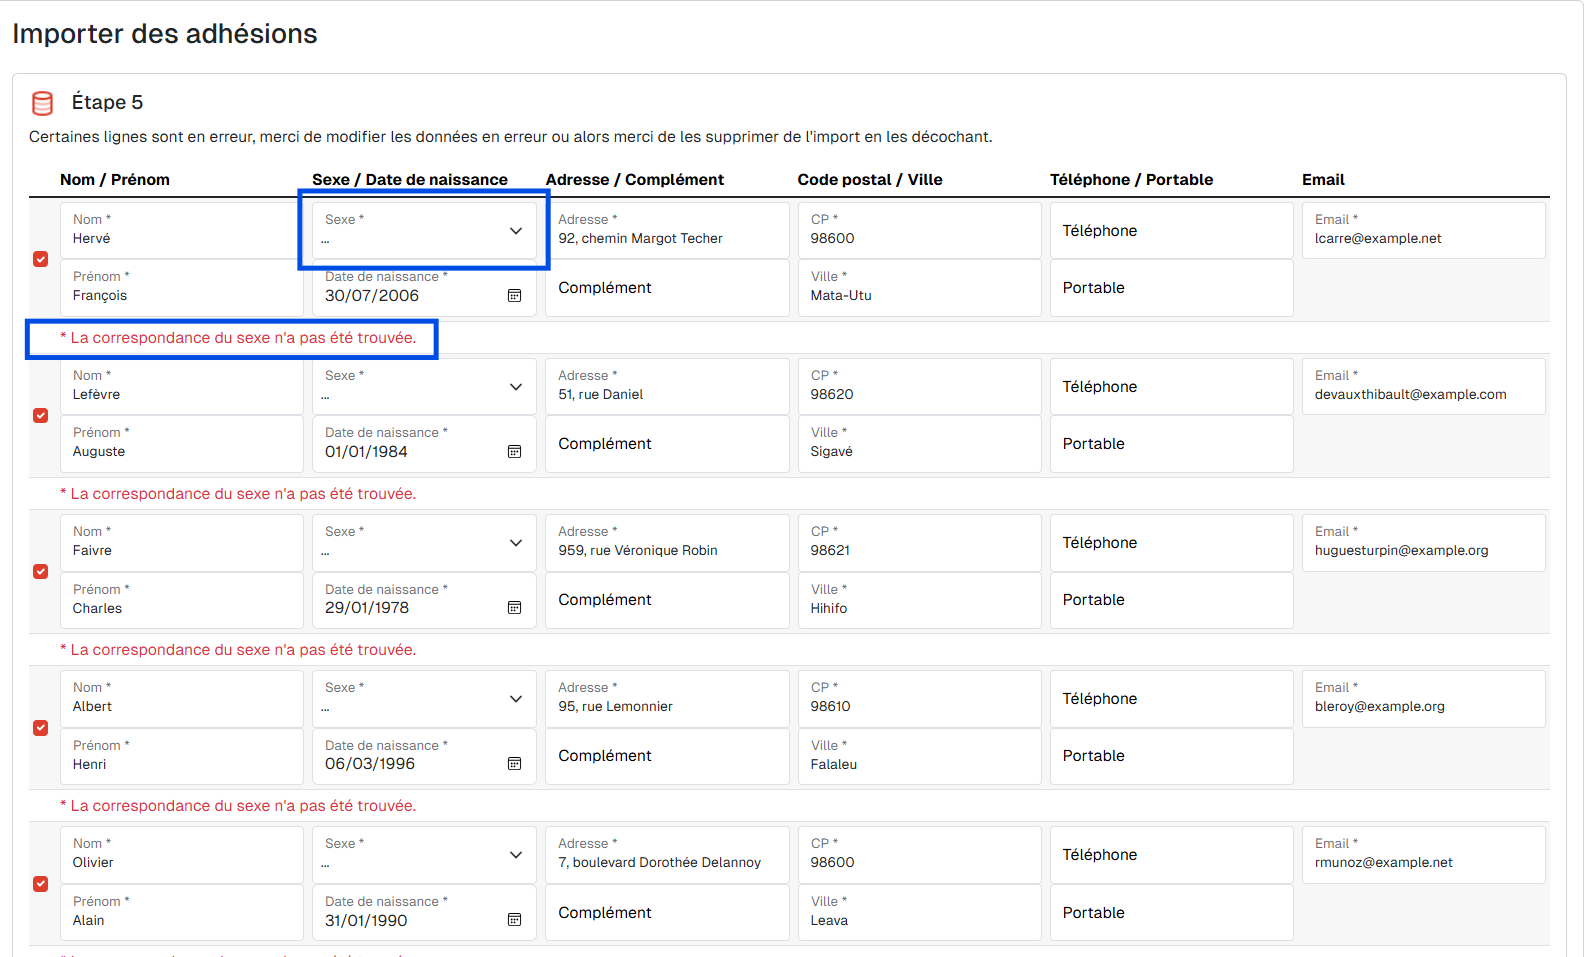 Importer des adhésions
Étape 5
Certaines lignes sont en erreur, merci de modifier les données en erreur ou alors merci de les supprimer de l'import en les décochant.
Nom / Prénom Sexe / Date de naissance Adresse / Complément Code postal / Ville Téléphone / Portable Email
Nom * Sexe * Adresse * CP * Téléphone Email *
Hervé ... 92, chemin Margot Techer 98600 lcarre@example.net
Prénom * Date de naissance * Complément Ville * Portable
François 30/07/2006 Mata-Utu
* La correspondance du sexe n'a pas été trouvée.
Nom * Sexe * Adresse * CP * Téléphone Email *
Lefèvre ... 51, rue Daniel 98620 devauxthibault@example.com
Prénom * Date de naissance * Complément Ville * Portable
Auguste 01/01/1984 Sigavé
* La correspondance du sexe n'a pas été trouvée.
Nom * Sexe * Adresse * CP * Téléphone Email *
Faivre ... 959, rue Véronique Robin 98621 huguesturpin@example.org
Prénom * Date de naissance * Complément Ville * Portable
Charles 29/01/1978 Hihifo
* La correspondance du sexe n'a pas été trouvée.
Nom * Sexe * Adresse * CP * Téléphone Email *
Albert ... 95, rue Lemonnier 98610 bleroy@example.org
Prénom * Date de naissance * Complément Ville * Portable
Henri 06/03/1996 Falaleu
* La correspondance du sexe n'a pas été trouvée.
Nom * Sexe * Adresse * CP * Téléphone Email *
Olivier ... 7, boulevard Dorothée Delannoy 98600 rmunoz@example.net
Prénom * Date de naissance * Complément Ville * Portable
Alain 31/01/1990 Leava